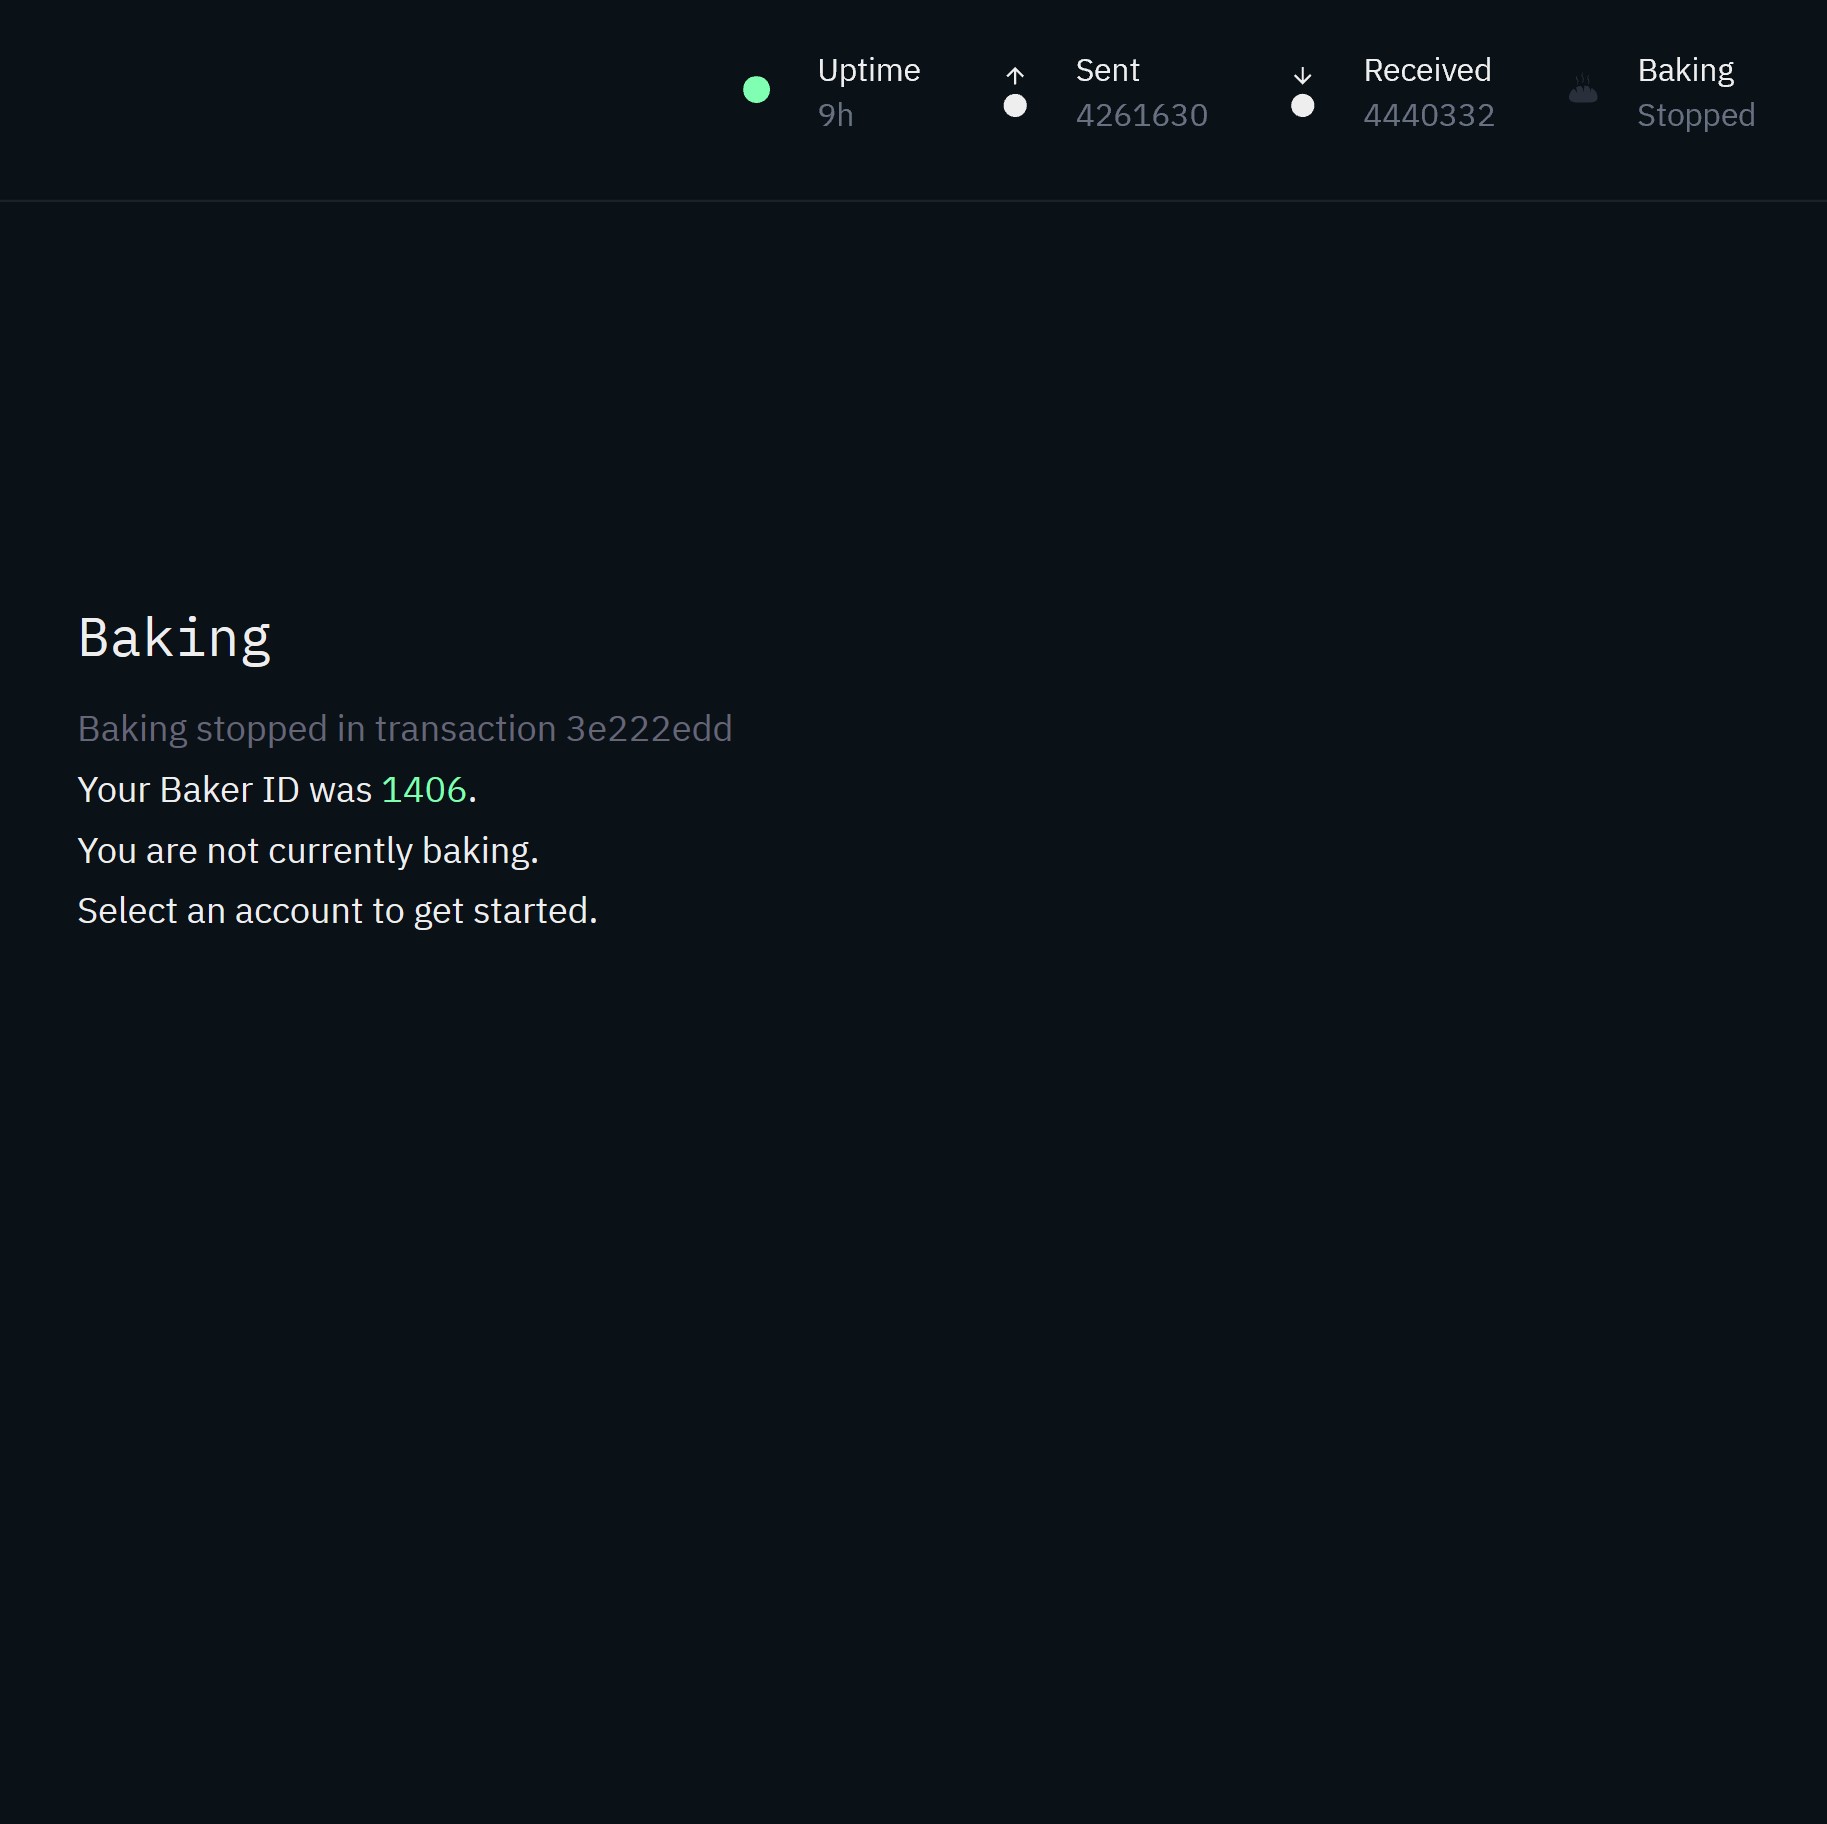 Uptime
9h
Sent
4261630
Received
4440332
Baking
Stopped
Baking
Baking stopped in transaction 3e222edd
Your Baker ID was 1406.
You are not currently baking.
Select an account to get started.